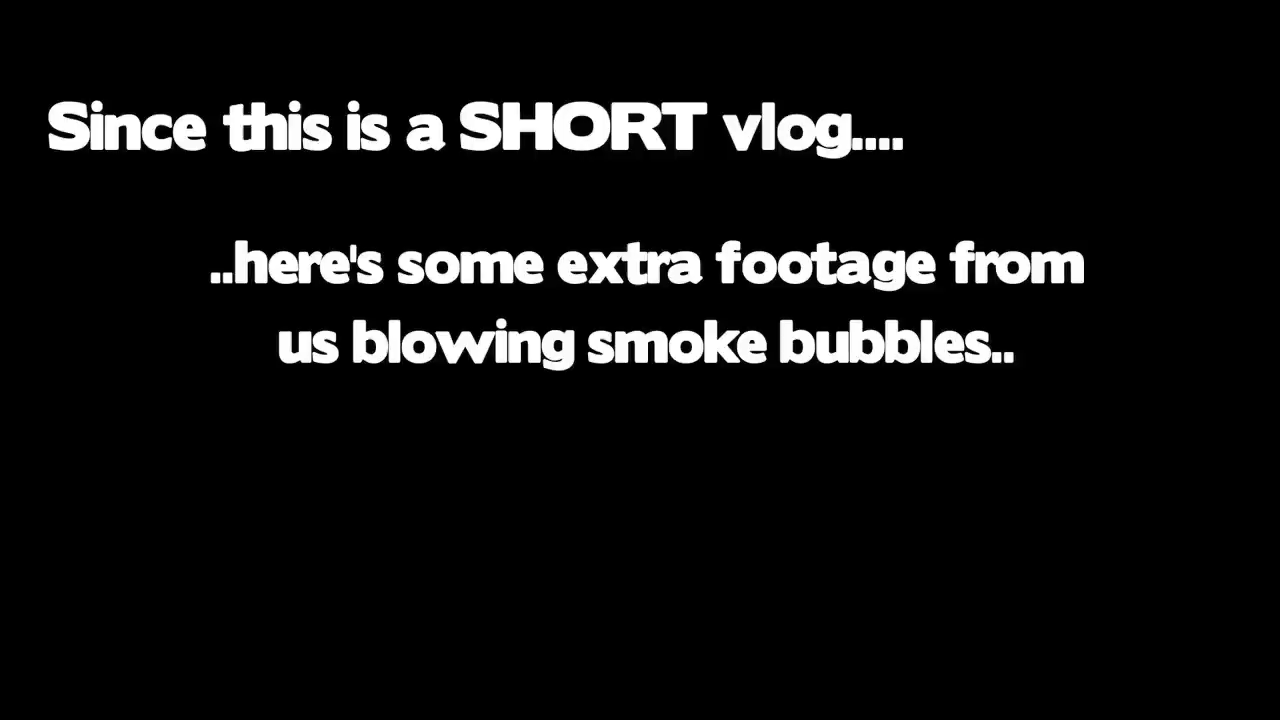 Since this is a SHORT vlog....
..here's some extra footage from
us blowing smoke bubbles..